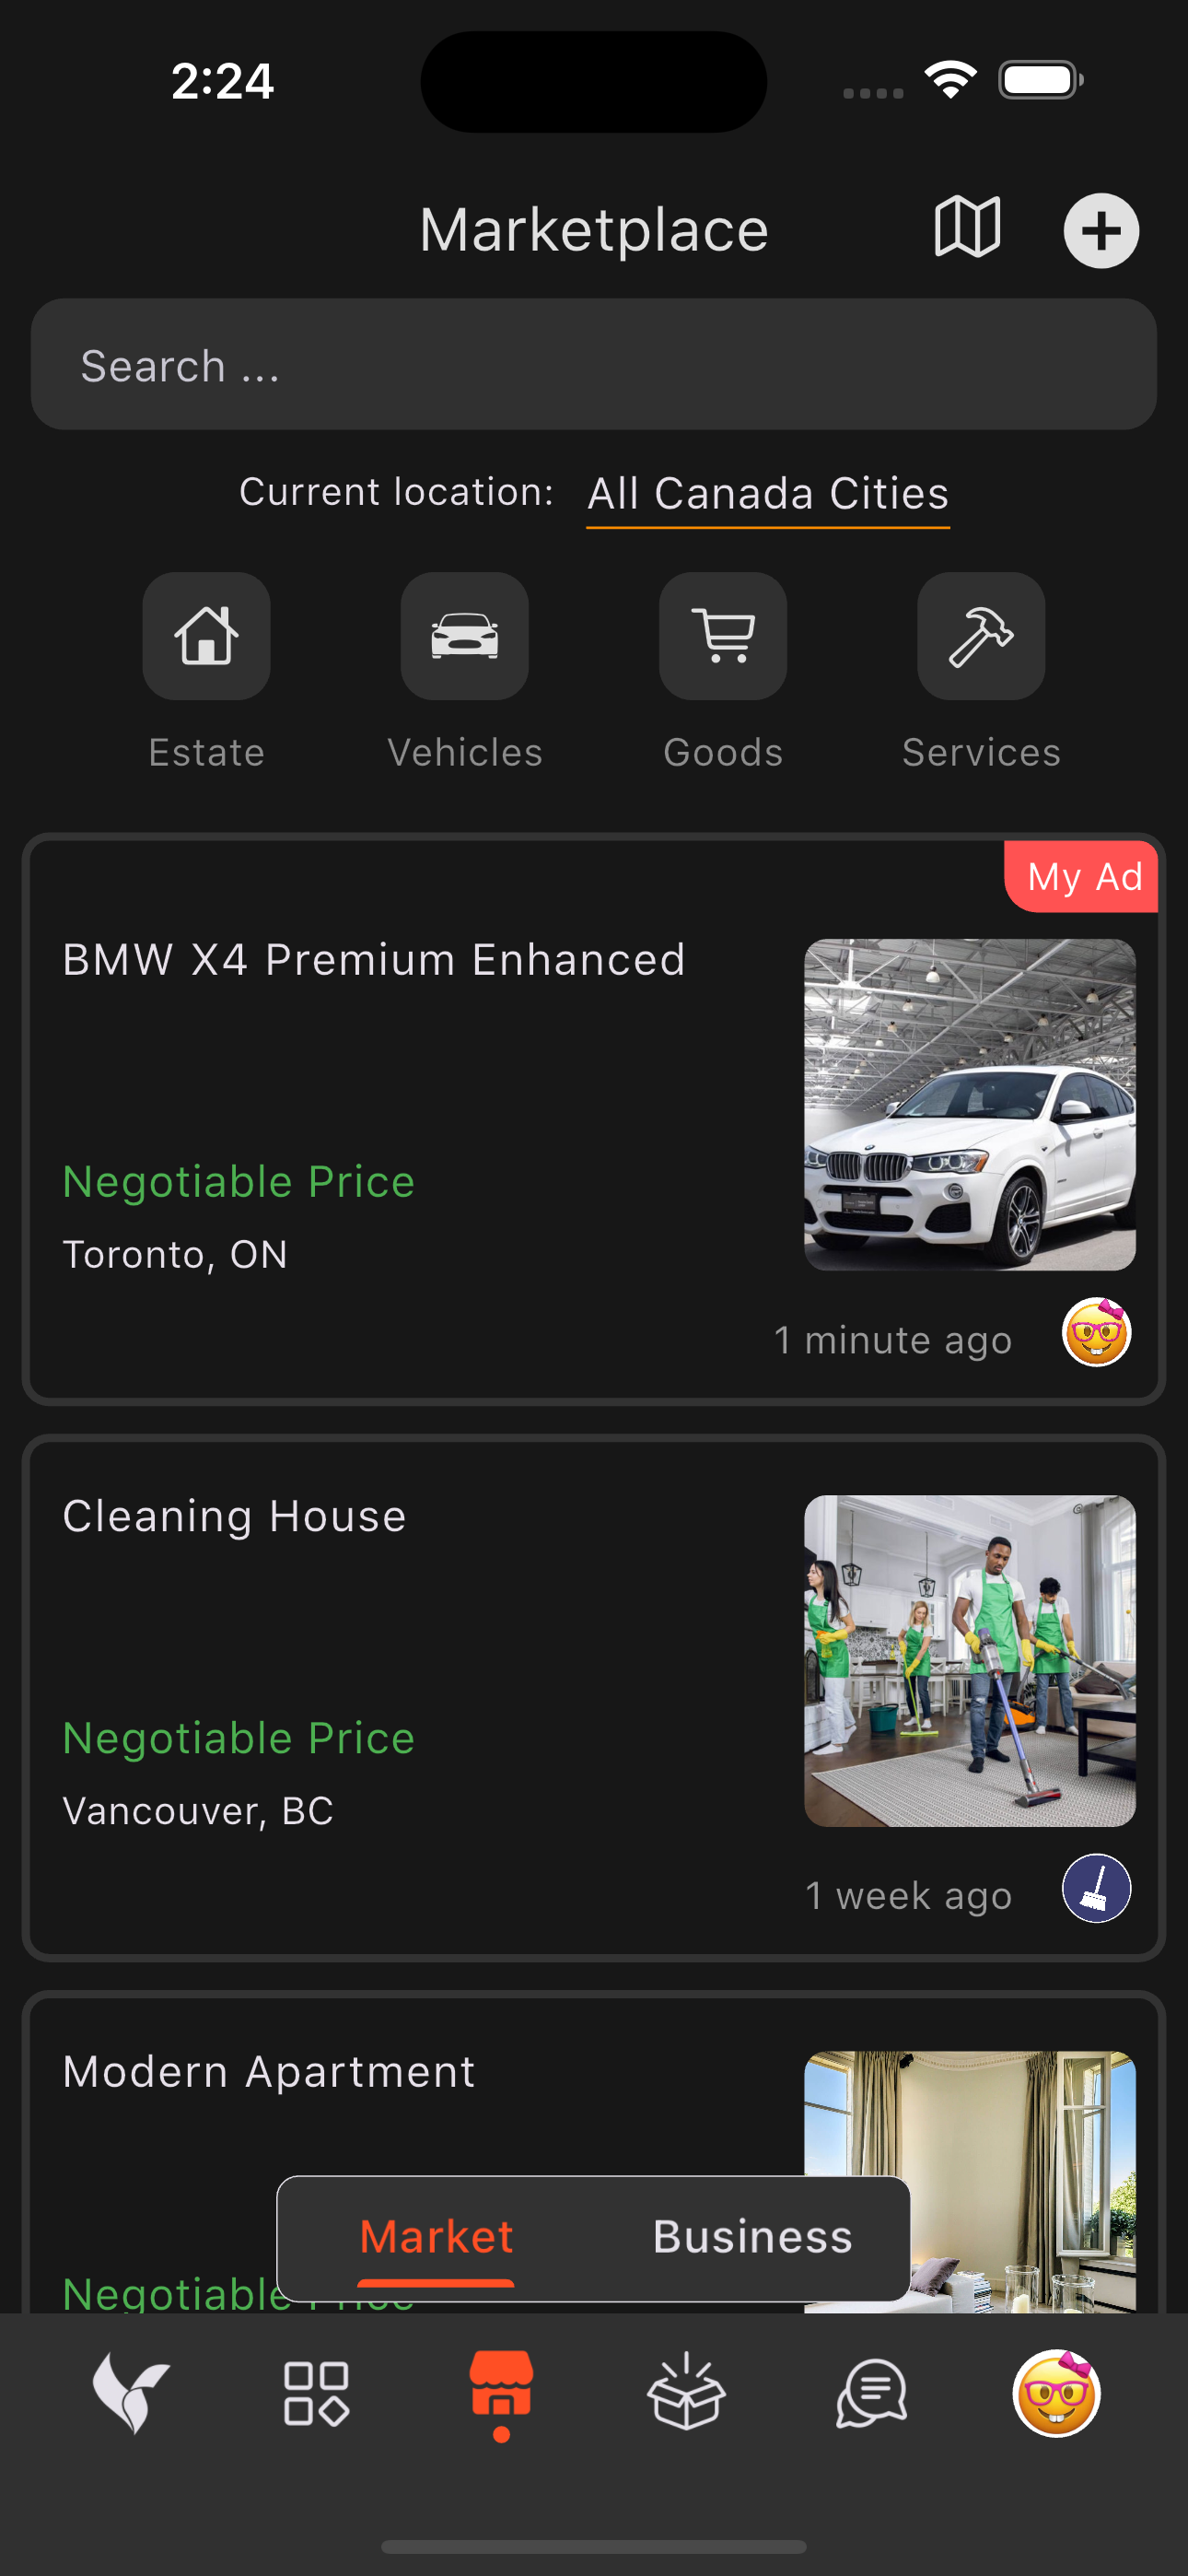 2:24
Marketplace
Search ...
Current location: All Canada Cities
Estate Vehicles Goods Services
My Ad
BMW X4 Premium Enhanced
Negotiable Price
Toronto, ON
1 minute ago
Cleaning House
Negotiable Price
Vancouver, BC
1 week ago
Modern Apartment
Market Business
Negotiable Price